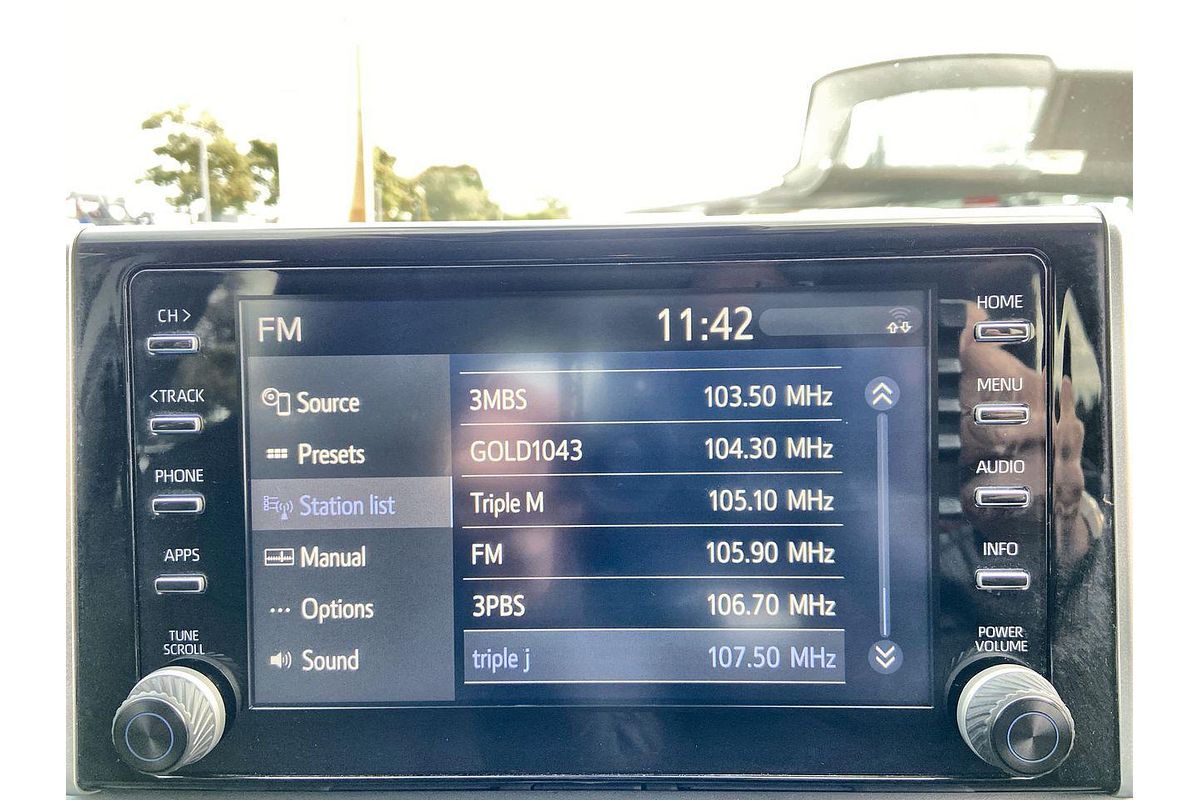 CH >
<TRACK
PHONE
APPS
TUNE
SCROLL
FM
11:42
Source
Presets
Station list
Manual
Options
Sound
3MBS 103.50 MHz
GOLD1043 104.30 MHz
Triple M 105.10 MHz
FM 105.90 MHz
3PBS 106.70 MHz
triple j 107.50 MHz
HOME
MENU
AUDIO
INFO
POWER
VOLUME